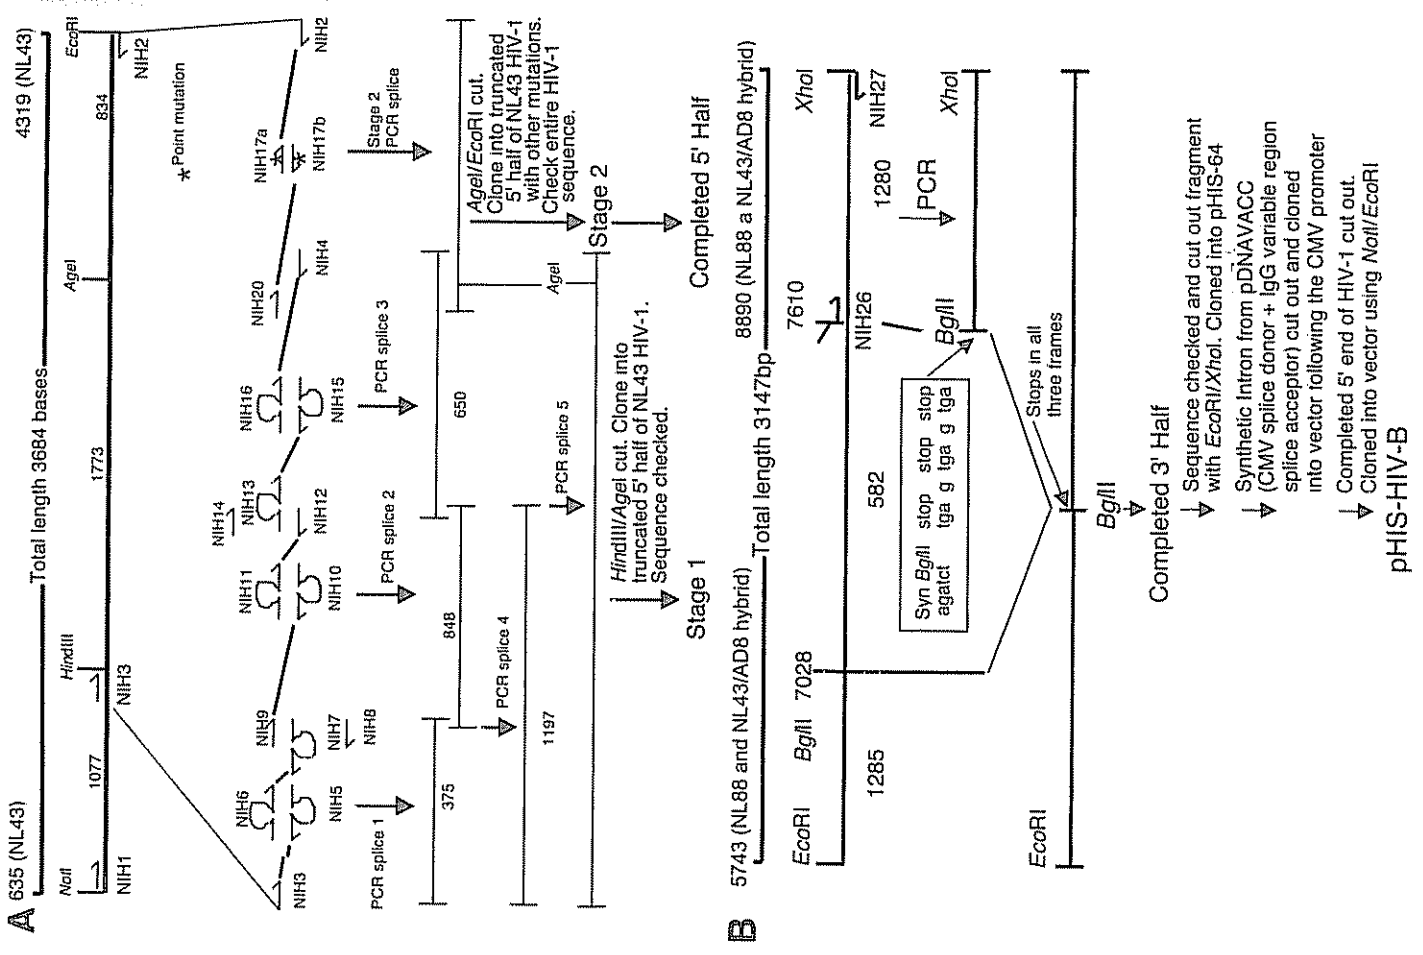 A
635 (NL43)
Total length 3684 bases
4319 (NL43)
NotI
HindIII
AgeI
EcoRI
1077
1773
834
NIH1
NIH3
NIH2
*Point mutation
NIH6
NIH9
NIH11
NIH14
NIH13
NIH16
NIH20
NIH17a
NIH3
NIH5
NIH7
NIH8
NIH10
NIH12
NIH15
NIH4
NIH17b
NIH2
PCR splice 1
PCR splice 2
PCR splice 3
Stage 2
PCR splice
375
848
650
PCR splice 4
1197
PCR splice 5
AgeI
AgeI/EcoRI cut.
Clone into truncated
5' half of NL43 HIV-1
with other mutations.
Check entire HIV-1
sequence.
Stage 2
HindIII/AgeI cut. Clone into
truncated 5' half of NL43 HIV-1.
Sequence checked.
Stage 1
Completed 5' Half
B
5743 (NL88 and NL43/AD8 hybrid)
8890 (NL88 a NL43/AD8 hybrid)
Total length 3147bp
EcoRI
BglII
7028
7610
XhoI
1285
582
NIH26
1280
NIH27
PCR
Syn BglII stop stop stop
agatct tga g tga g tga
BglII
XhoI
Stops in all
three frames
EcoRI
BglII
Completed 3' Half
Sequence checked and cut out fragment
with EcoRI/XhoI. Cloned into pHIS-64
Synthetic Intron from pDNAVACC
(CMV splice donor + IgG variable region
splice acceptor) cut out and cloned
into vector following the CMV promoter
Completed 5' end of HIV-1 cut out.
Cloned into vector using NotI/EcoRI
pHIS-HIV-B